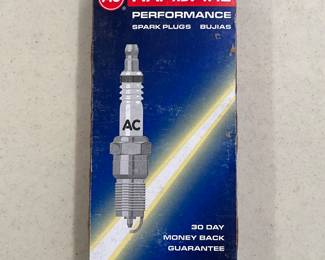 PERFORMANCE
SPARK PLUGS BUJIAS
AC
30 DAY
MONEY BACK
GUARANTEE